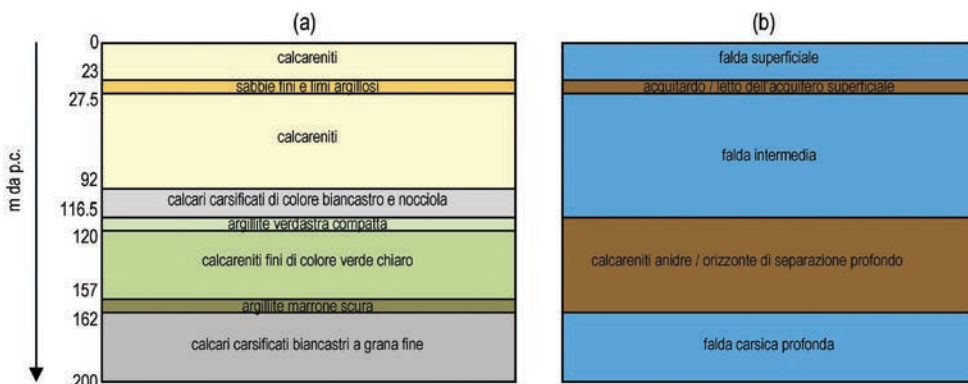 (a)
(b)
m da p.c.
0
calcareniti
falda superficiale
23
sabbie fini e limi argillosi
acquitardo / letto dell'acquifero superficiale
27.5
calcareniti
falda intermedia
92
calcari carsificati di colore biancastro e nocciola
116.5
argillite verdastra compatta
120
calcareniti fini di colore verde chiaro
calcareniti anidre / orizzonte di separazione profondo
157
argillite marrone scura
162
calcari carsificati biancastri a grana fine
falda carsica profonda
200